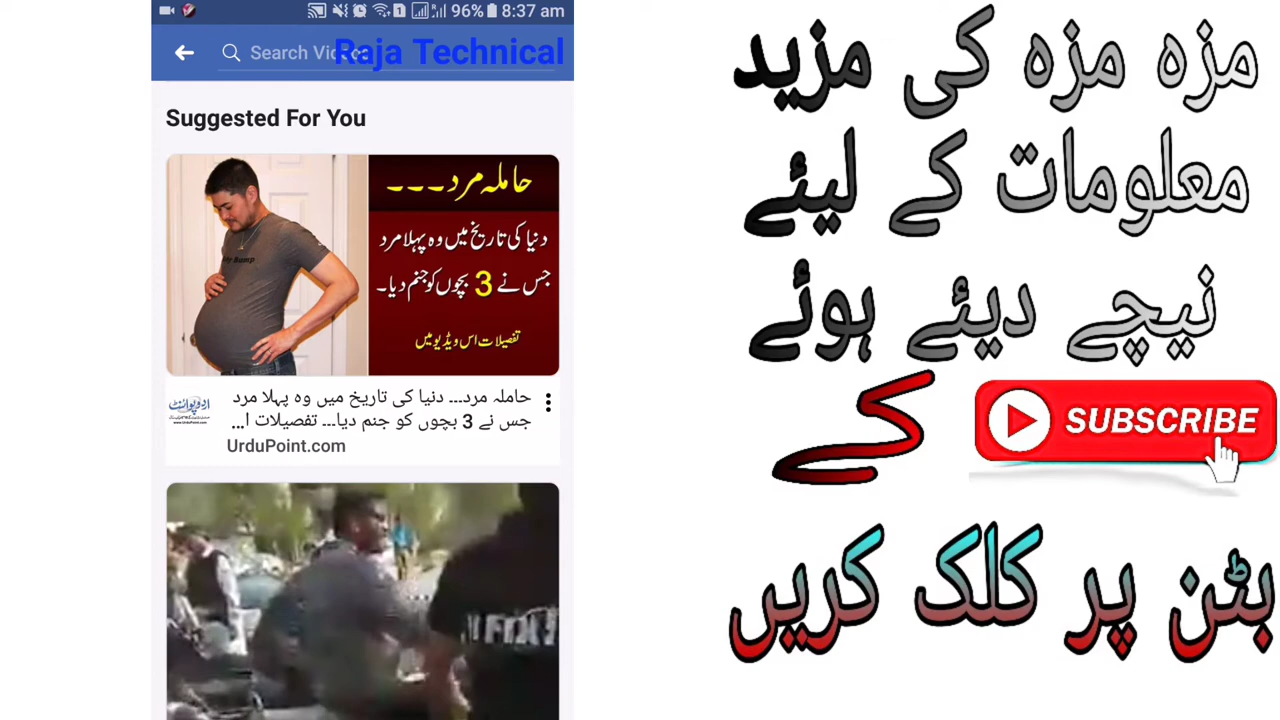 96% 8:37 am
Search Videos
Raja Technical
Suggested For You
حاملہ مرد۔۔۔
دنیا کی تاریخ میں وہ پہلا مرد
جس نے 3 بچوں کو جنم دیا۔
تفصیلات اس ویڈیو میں
حاملہ مرد... دنیا کی تاریخ میں وہ پہلا مرد
جس نے 3 بچوں کو جنم دیا... تفصیلات ا...
اردوپوائنٹ
UrduPoint.com
مزہ مزہ کی مزید
معلومات کے لیئے
نیچے دیئے ہوئے
SUBSCRIBE کے
بٹن پر کلک کریں